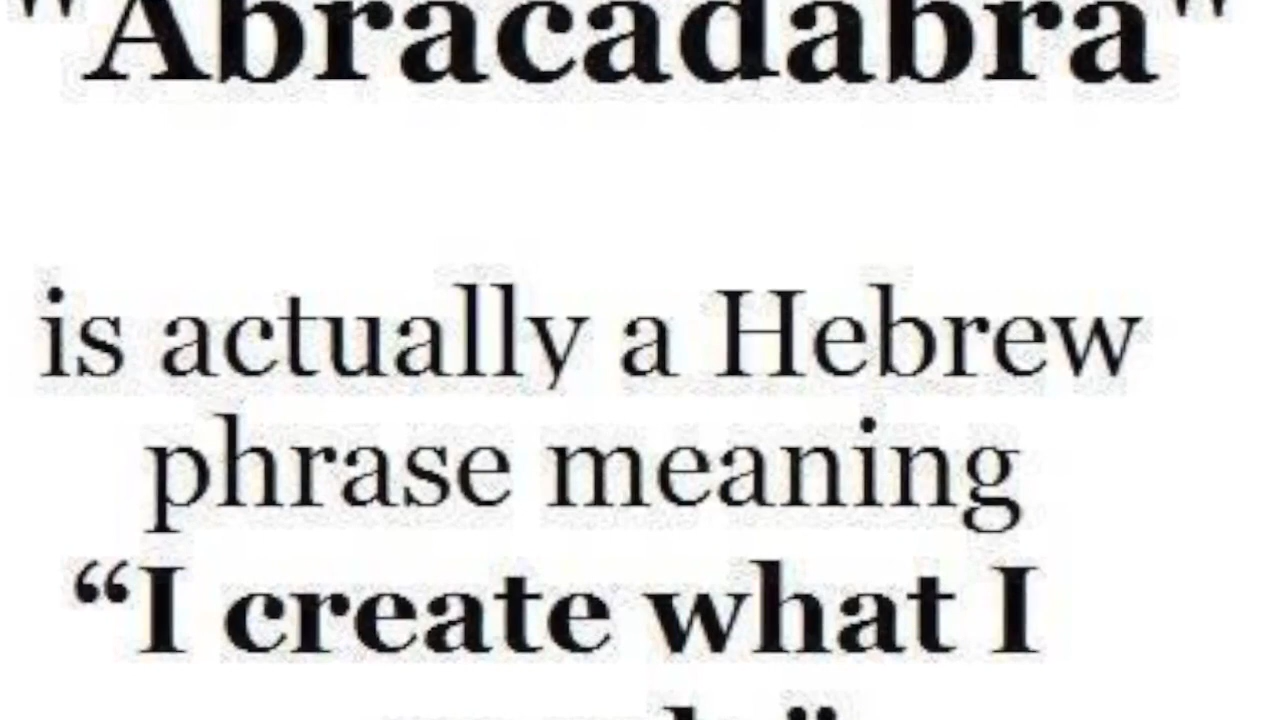 "Abracadabra"
is actually a Hebrew
phrase meaning
“I create what I